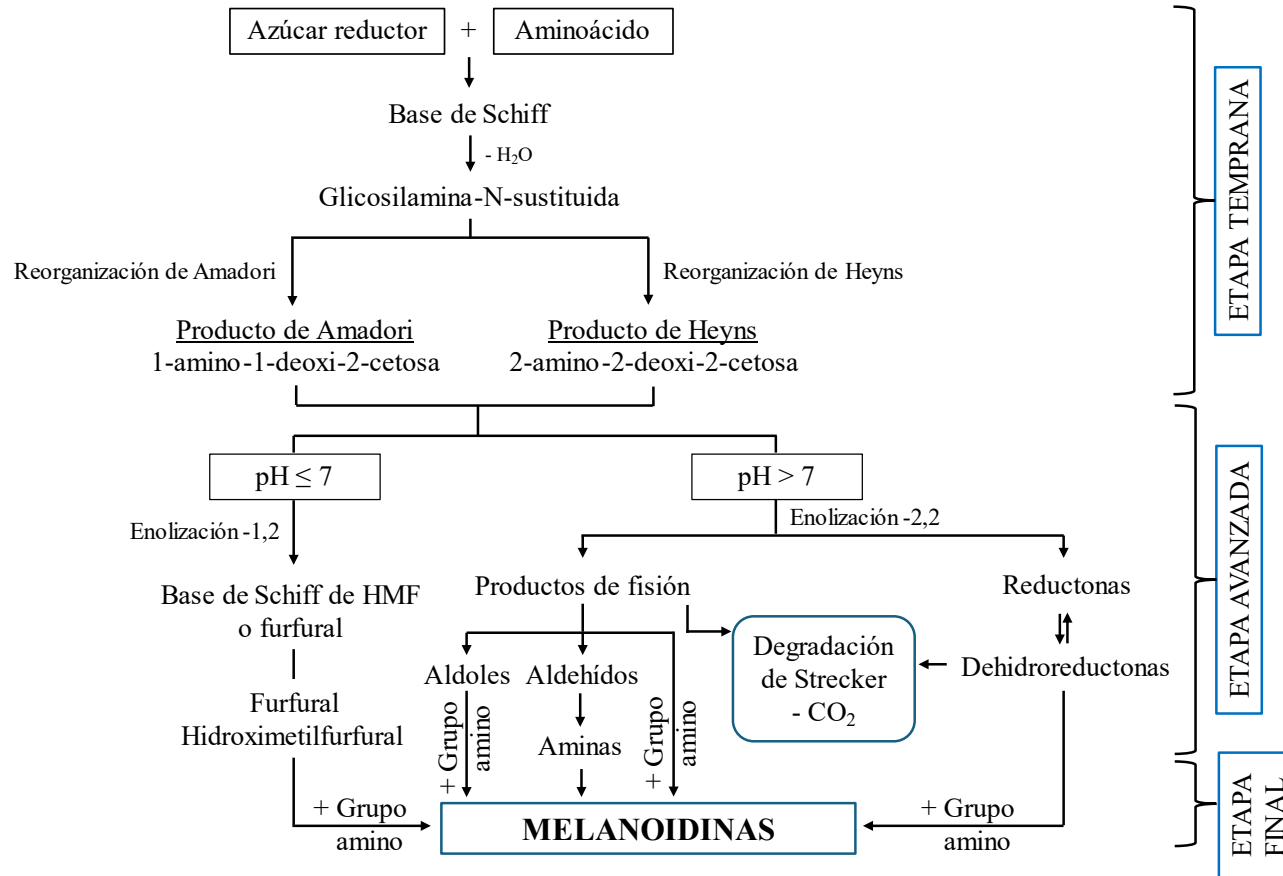 Azúcar reductor + Aminoácido
Base de Schiff
- H₂O
Glicosilamina-N-sustituida
Reorganización de Amadori
Reorganización de Heyns
Producto de Amadori
1-amino-1-deoxi-2-cetosa
Producto de Heyns
2-amino-2-deoxi-2-cetosa
ETAPA TEMPRANA
pH ≤ 7
pH > 7
Enolización -1,2
Enolización -2,2
Base de Schiff de HMF
o furfural
Productos de fisión
Reductonas
Degradación
de Strecker
- CO₂
Dehidroreductonas
Aldoles
Aldehídos
Furfural
Hidroximetilfurfural
+ Grupo
amino
Aminas
+ Grupo
amino
ETAPA AVANZADA
+ Grupo
amino
MELANOIDINAS
+ Grupo
amino
ETAPA
FINAL